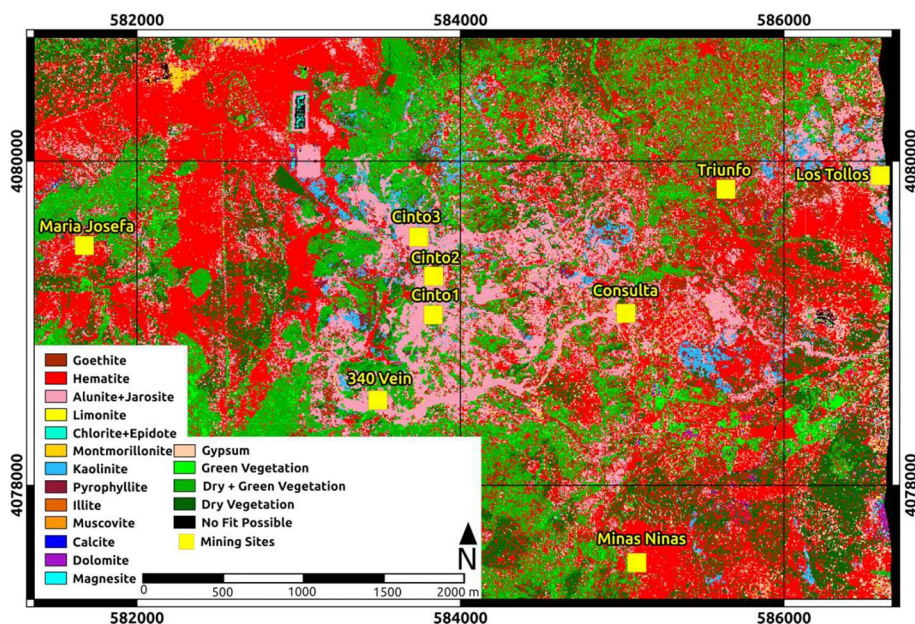 582000 584000 586000
4080000 4080000
Triunfo
Los Tollos
Maria Josefa
Cinto3
Cinto2
Cinto1
Consulta
340 Vein
Minas Ninas
4078000 4078000
Goethite
Hematite
Alunite+Jarosite
Limonite
Chlorite+Epidote
Montmorillonite
Kaolinite
Pyrophyllite
Illite
Muscovite
Calcite
Dolomite
Magnesite
Gypsum
Green Vegetation
Dry + Green Vegetation
Dry Vegetation
No Fit Possible
Mining Sites
N
0 500 1000 1500 2000 m
582000 584000 586000